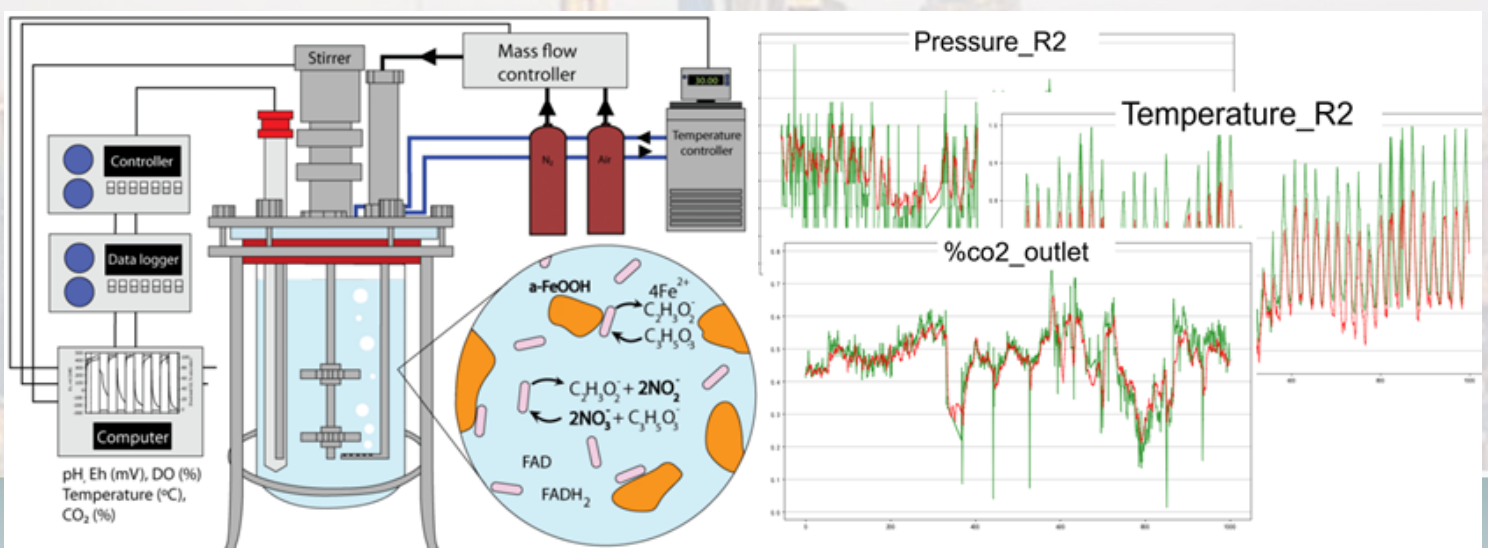 Stirrer
Mass flow
controller
30.00
Temperature
controller
N₂
Air
Controller
Data logger
Computer
pH, Eh (mV), DO (%)
Temperature (ºC),
CO₂ (%)
a-FeOOH
4Fe²⁺
C₂H₃O₂⁻
C₃H₅O₃⁻
C₂H₃O₂⁻ + 2NO₂⁻
2NO₃⁻ + C₃H₅O₃⁻
FAD
FADH₂
Pressure_R2
Temperature_R2
%co2_outlet